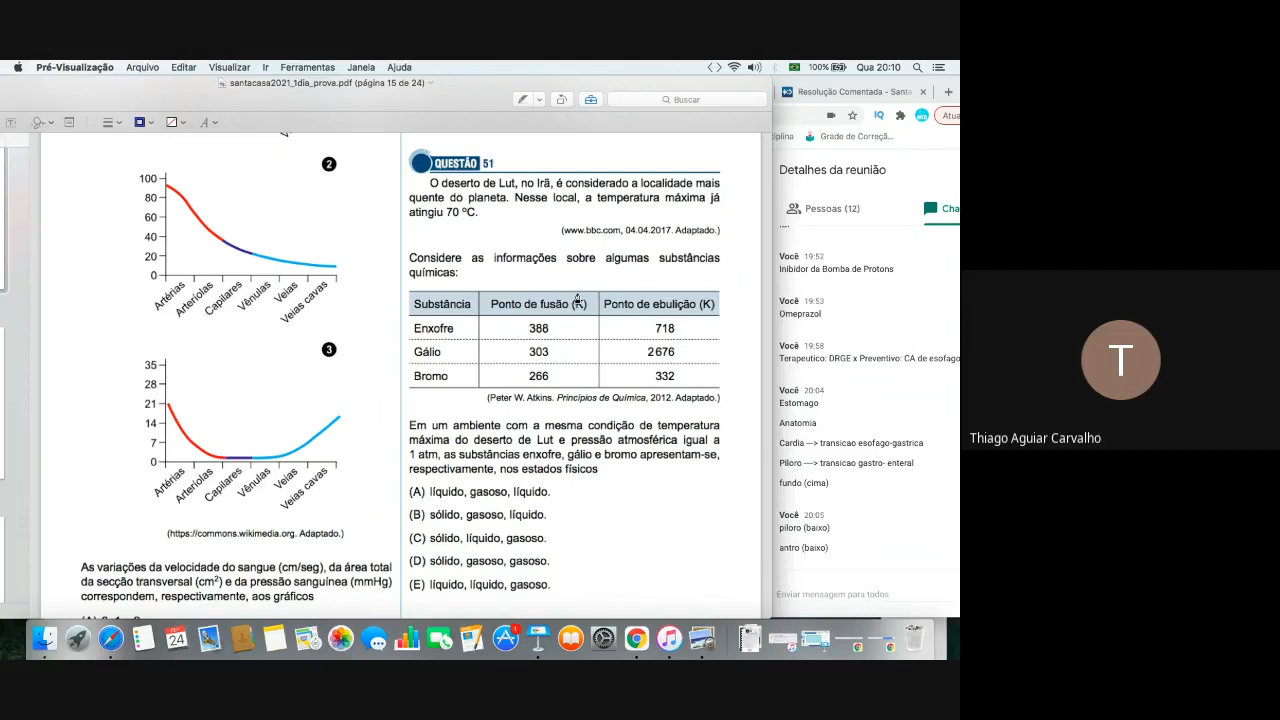 Pré-Visualização Arquivo Editar Visualizar Ir Ferramentas Janela Ajuda
100% Qua 20:10
santacasa2021_1dia_prova.pdf (página 15 de 24)
Buscar
2
100
80
60
40
20
0
Artérias
Arteríolas
Capilares
Vênulas
Veias
Veias cavas
3
35
28
21
14
7
0
Artérias
Arteríolas
Capilares
Vênulas
Veias
Veias cavas
(https://commons.wikimedia.org. Adaptado.)
As variações da velocidade do sangue (cm/seg), da área total
da secção transversal (cm²) e da pressão sanguínea (mmHg)
correspondem, respectivamente, aos gráficos
QUESTÃO 51
O deserto de Lut, no Irã, é considerado a localidade mais
quente do planeta. Nesse local, a temperatura máxima já
atingiu 70 ºC.
(www.bbc.com, 04.04.2017. Adaptado.)
Considere as informações sobre algumas substâncias
químicas:
Substância Ponto de fusão (K) Ponto de ebulição (K)
Enxofre 388 718
Gálio 303 2676
Bromo 266 332
(Peter W. Atkins. Princípios de Química, 2012. Adaptado.)
Em um ambiente com a mesma condição de temperatura
máxima do deserto de Lut e pressão atmosférica igual a
1 atm, as substâncias enxofre, gálio e bromo apresentam-se,
respectivamente, nos estados físicos
(A) líquido, gasoso, líquido.
(B) sólido, gasoso, líquido.
(C) sólido, líquido, gasoso.
(D) sólido, gasoso, gasoso.
(E) líquido, líquido, gasoso.
Resolução Comentada - Santa
IQ
Atua
ciplina Grade de Correçã...
Detalhes da reunião
Pessoas (12) Cha
Você 19:52
Inibidor da Bomba de Protons
Você 19:53
Omeprazol
Você 19:58
Terapeutico: DRGE x Preventivo: CA de esofago
Você 20:04
Estomago
Anatomia
Cardia --> transicao esofago-gastrica
Piloro ---> transicao gastro- enteral
fundo (cima)
Você 20:05
piloro (baixo)
antro (baixo)
Enviar mensagem para todos
24
1
T
Thiago Aguiar Carvalho